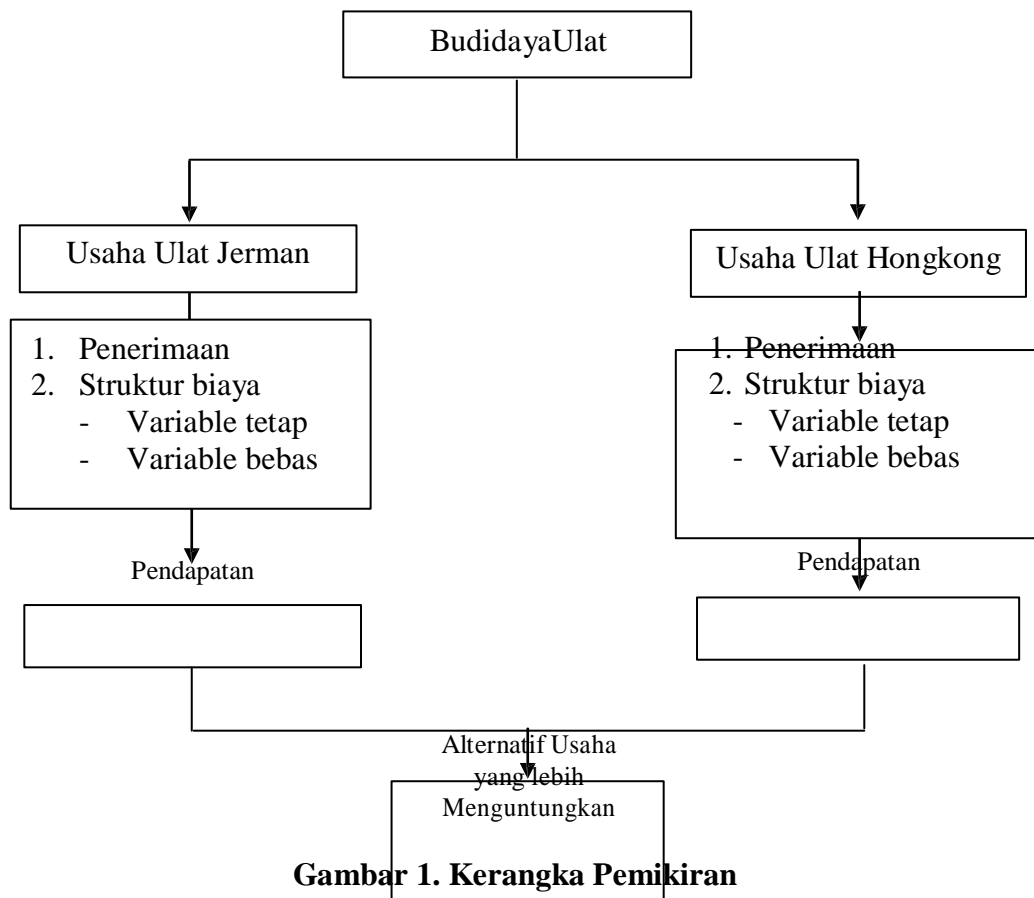 BudidayaUlat
Usaha Ulat Jerman
Usaha Ulat Hongkong
1. Penerimaan
2. Struktur biaya
- Variable tetap
- Variable bebas
1. Penerimaan
2. Struktur biaya
- Variable tetap
- Variable bebas
Pendapatan
Pendapatan
Alternatif Usaha
yang lebih
Menguntungkan
Gambar 1. Kerangka Pemikiran